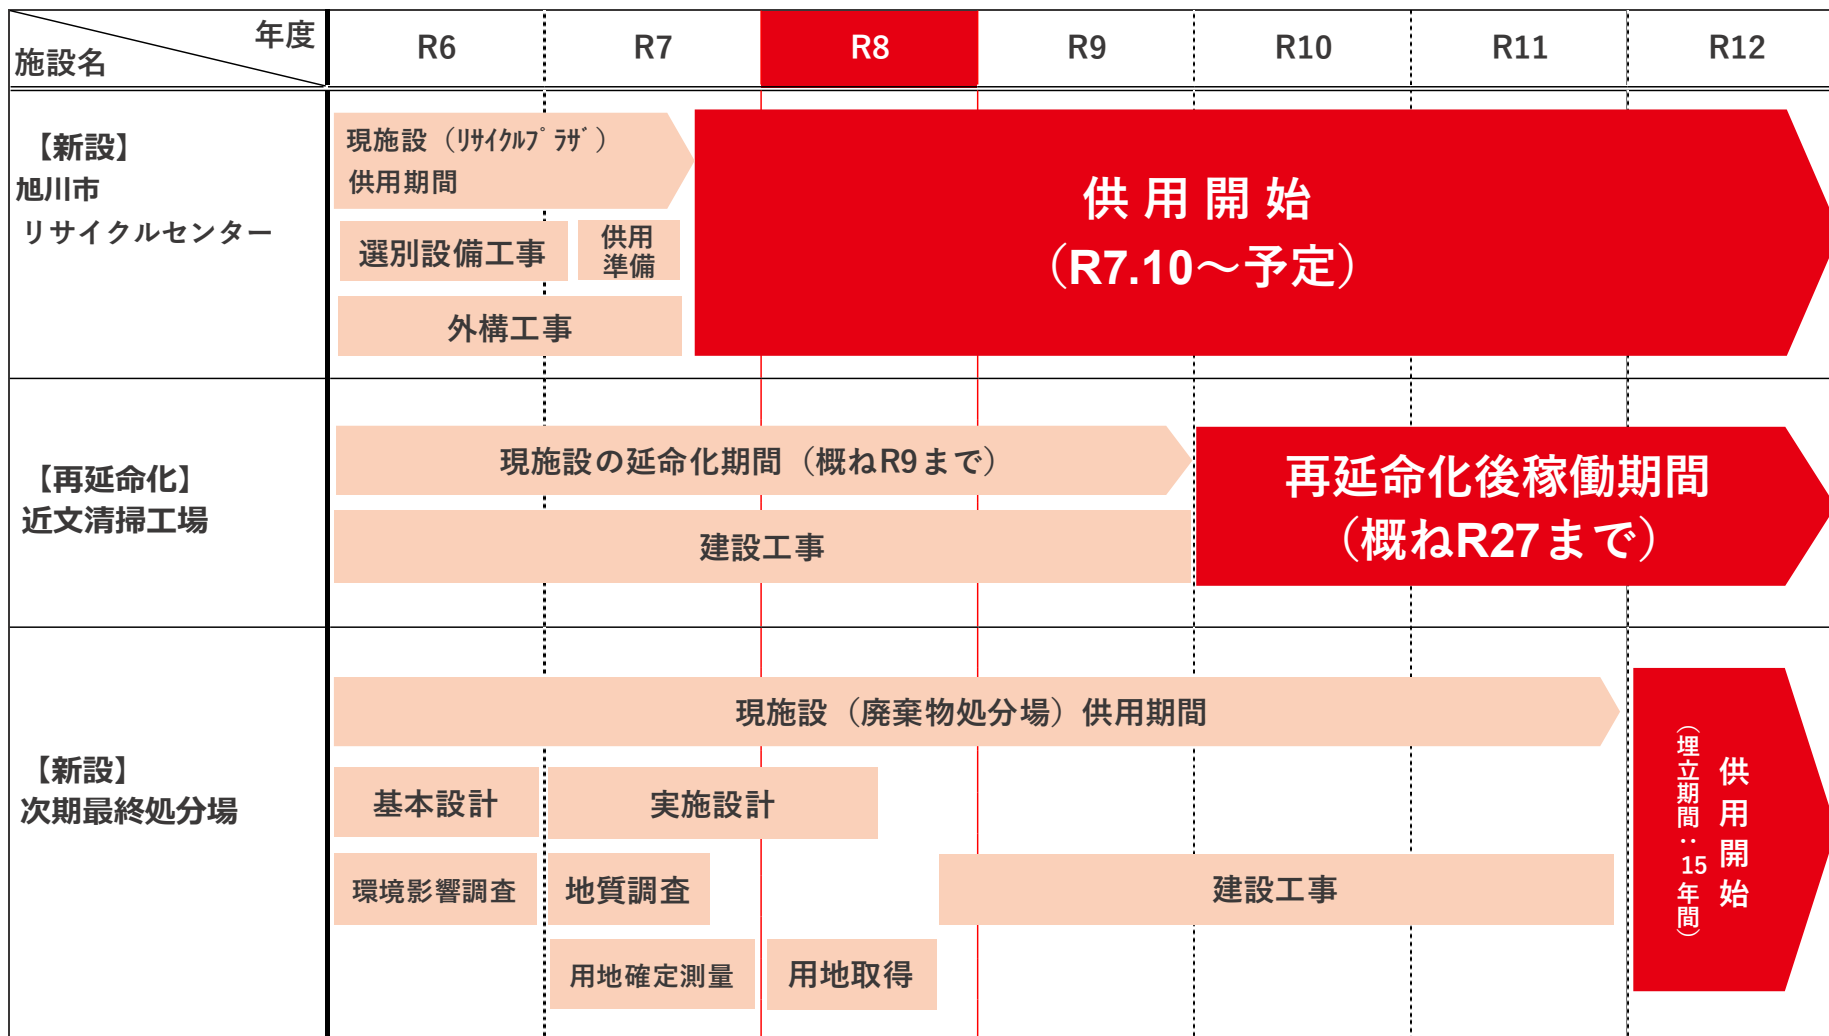 年度
施設名
R6
R7
R8
R9
R10
R11
R12
【新設】
旭川市
リサイクルセンター
現施設（ﾘｻｲｸﾙﾌﾟﾗｻﾞ）
供用期間
選別設備工事
供用
準備
外構工事
供用開始
（R7.10～予定）
【再延命化】
近文清掃工場
現施設の延命化期間（概ねR9まで）
建設工事
再延命化後稼働期間
（概ねR27まで）
【新設】
次期最終処分場
現施設（廃棄物処分場）供用期間
基本設計
実施設計
環境影響調査
地質調査
建設工事
用地確定測量
用地取得
供用開始
（埋立期間：15年間）